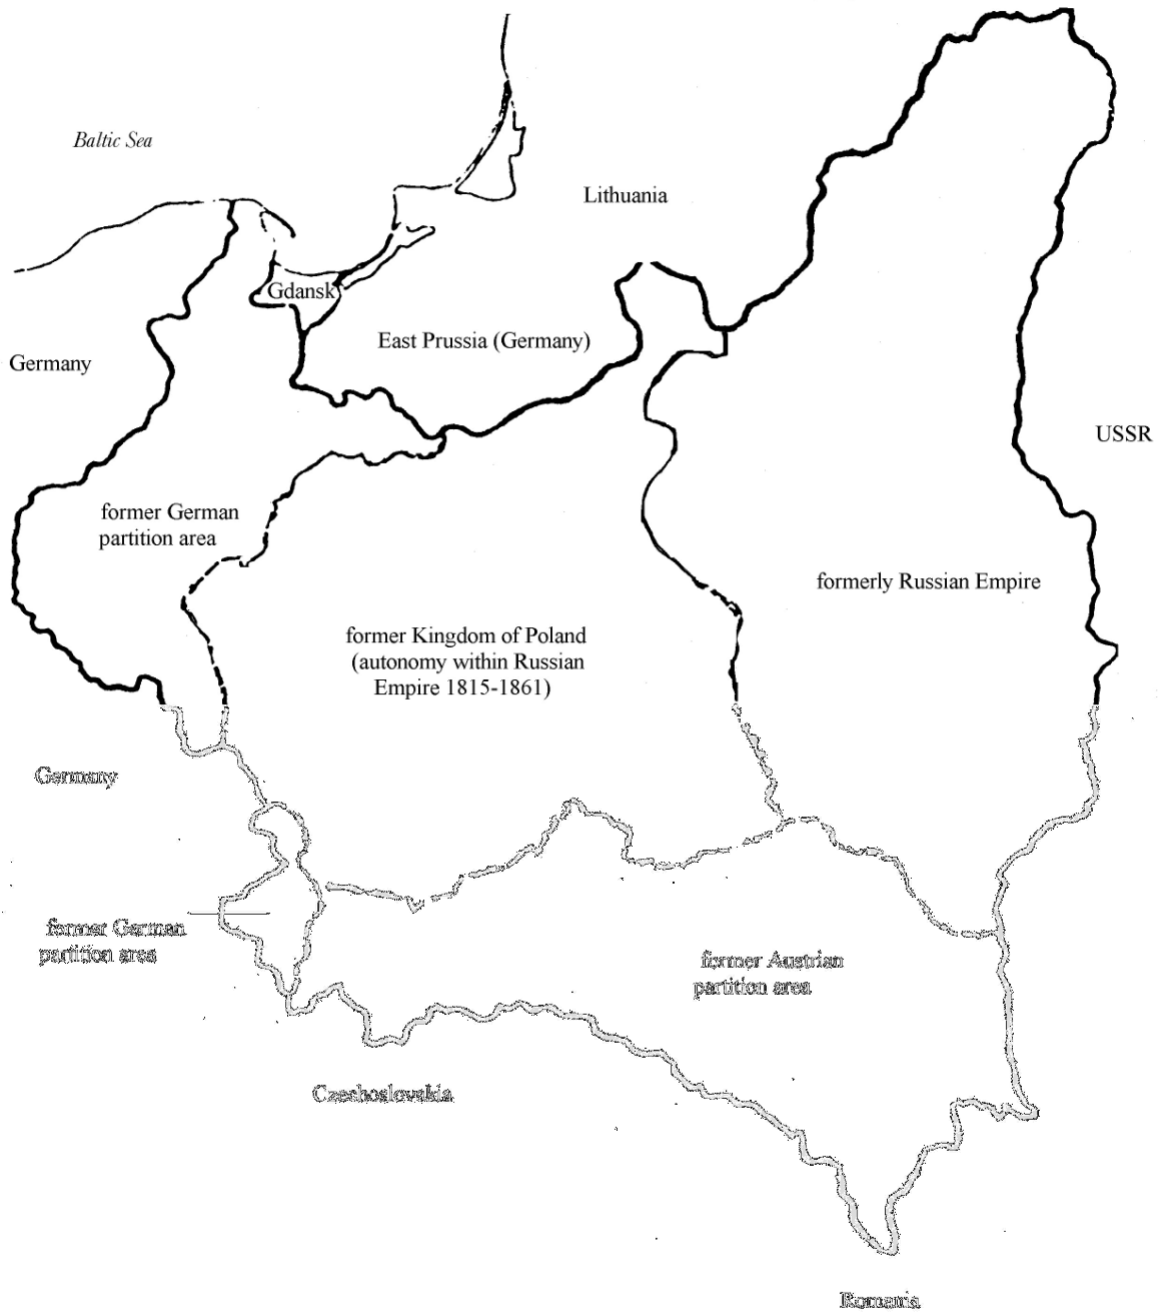 Baltic Sea
Lithuania
Gdansk
East Prussia (Germany)
Germany
USSR
former German
partition area
formerly Russian Empire
former Kingdom of Poland
(autonomy within Russian
Empire 1815-1861)
Germany
former German
partition area
former Austrian
partition area
Czechoslovakia
Romania